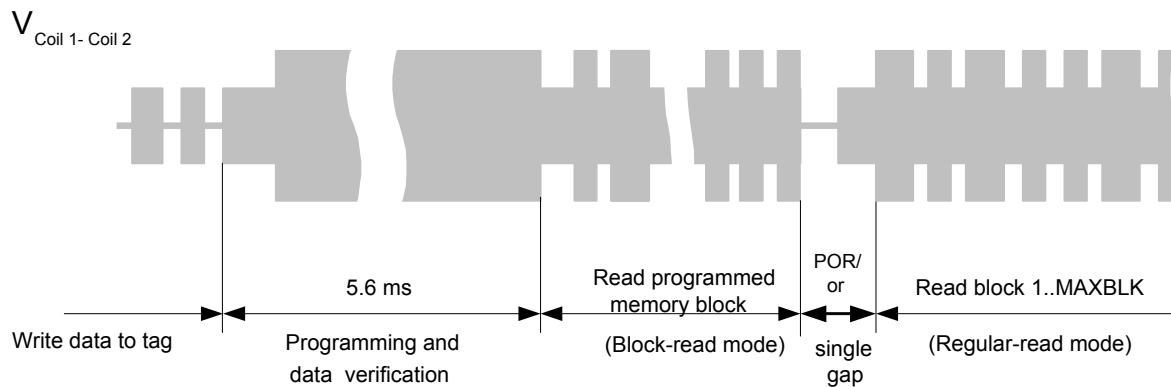 V Coil 1- Coil 2
5.6 ms
Read programmed
memory block
POR/
or
Read block 1..MAXBLK
Write data to tag
Programming and
data verification
(Block-read mode)
single
gap
(Regular-read mode)